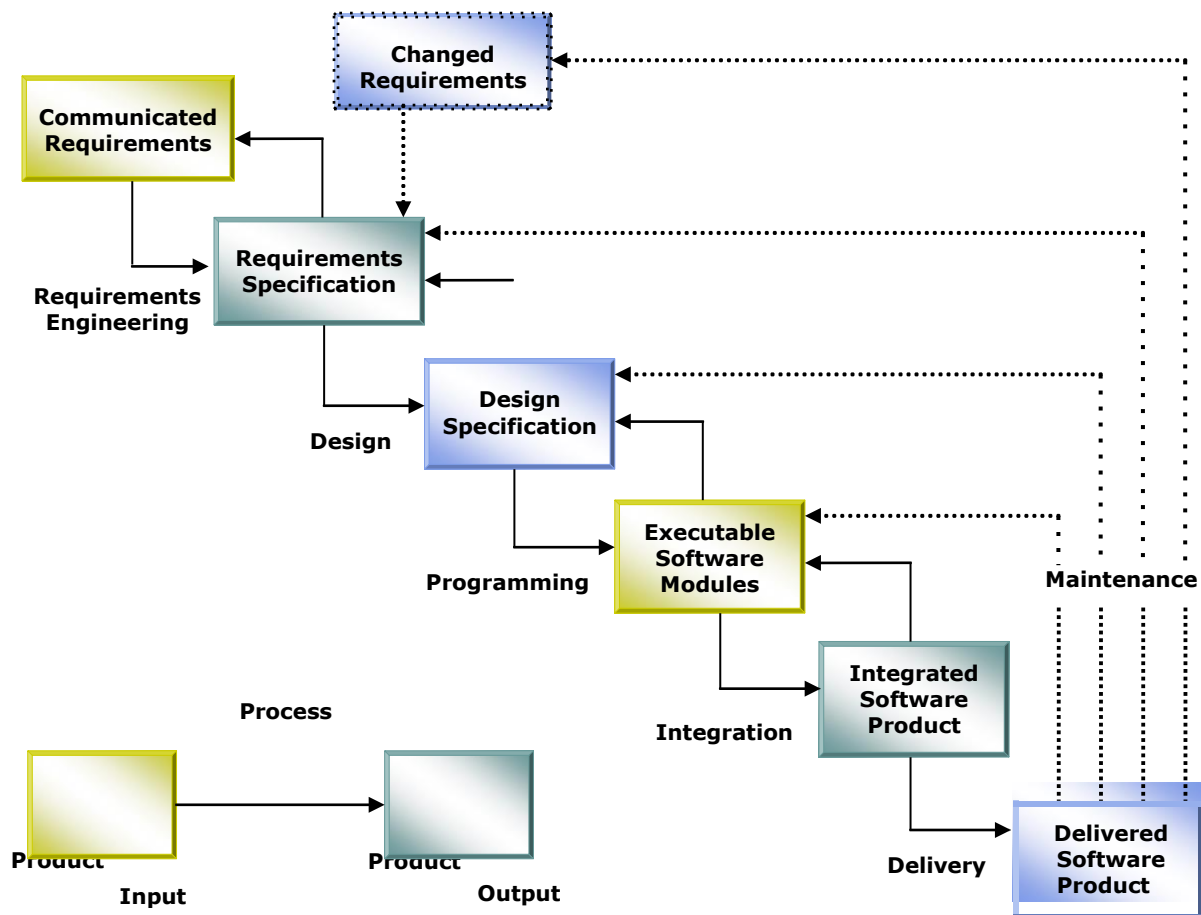 Changed
Requirements
Communicated
Requirements
Requirements
Specification
Requirements
Engineering
Design
Specification
Design
Executable
Software
Modules
Programming
Maintenance
Integrated
Software
Product
Integration
Process
Delivered
Software
Product
Delivery
Product
Input
Product
Output